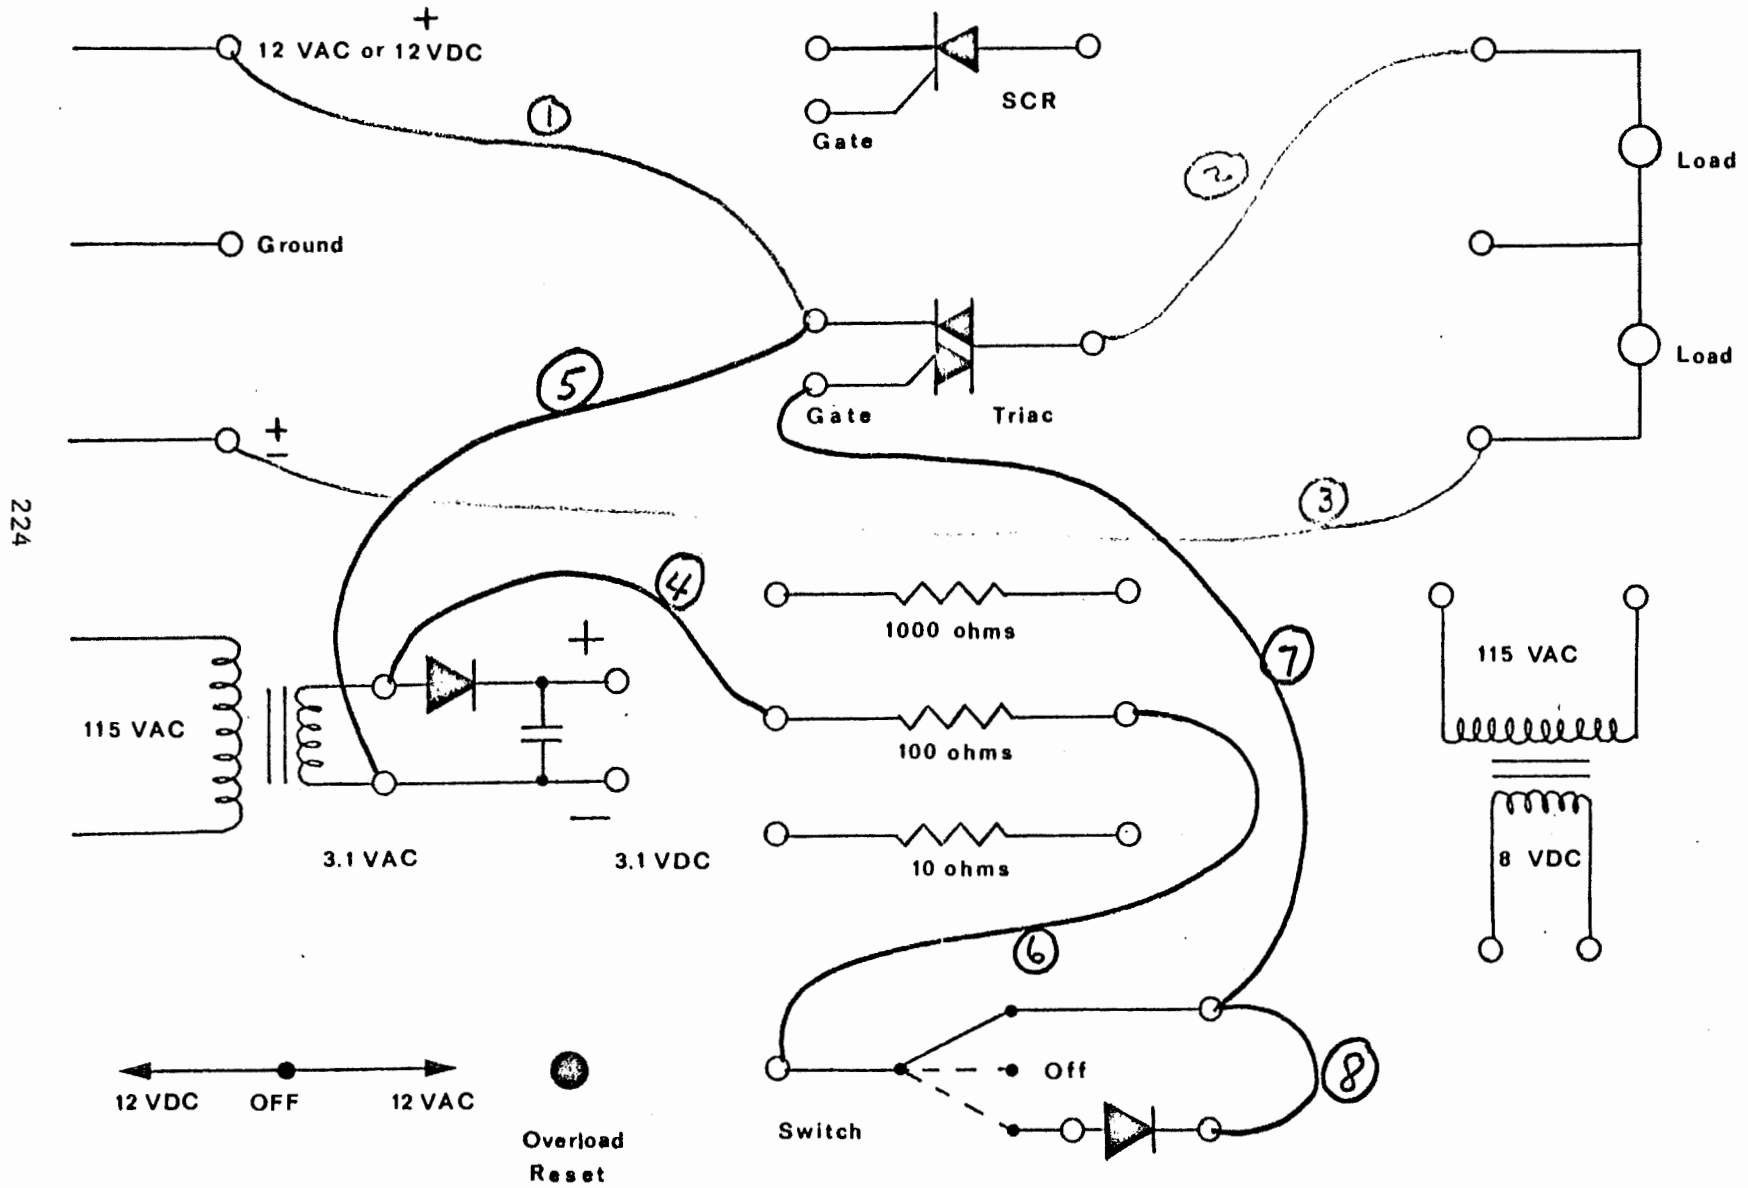 +
12 VAC or 12 VDC
SCR
Gate
1
2
Load
Ground
Load
5
Gate
Triac
+
-
3
224
4
1000 ohms
+
7
115 VAC
115 VAC
100 ohms
-
3.1 VAC
3.1 VDC
10 ohms
8 VDC
6
Off
8
12 VDC
OFF
12 VAC
Switch
Overload
Reset